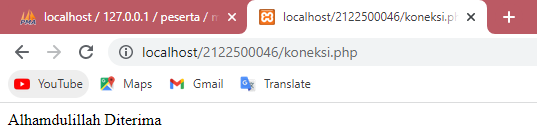 localhost / 127.0.0.1 / peserta / m
localhost/2122500046/koneksi.ph
localhost/2122500046/koneksi.php
YouTube Maps Gmail Translate
Alhamdulillah Diterima